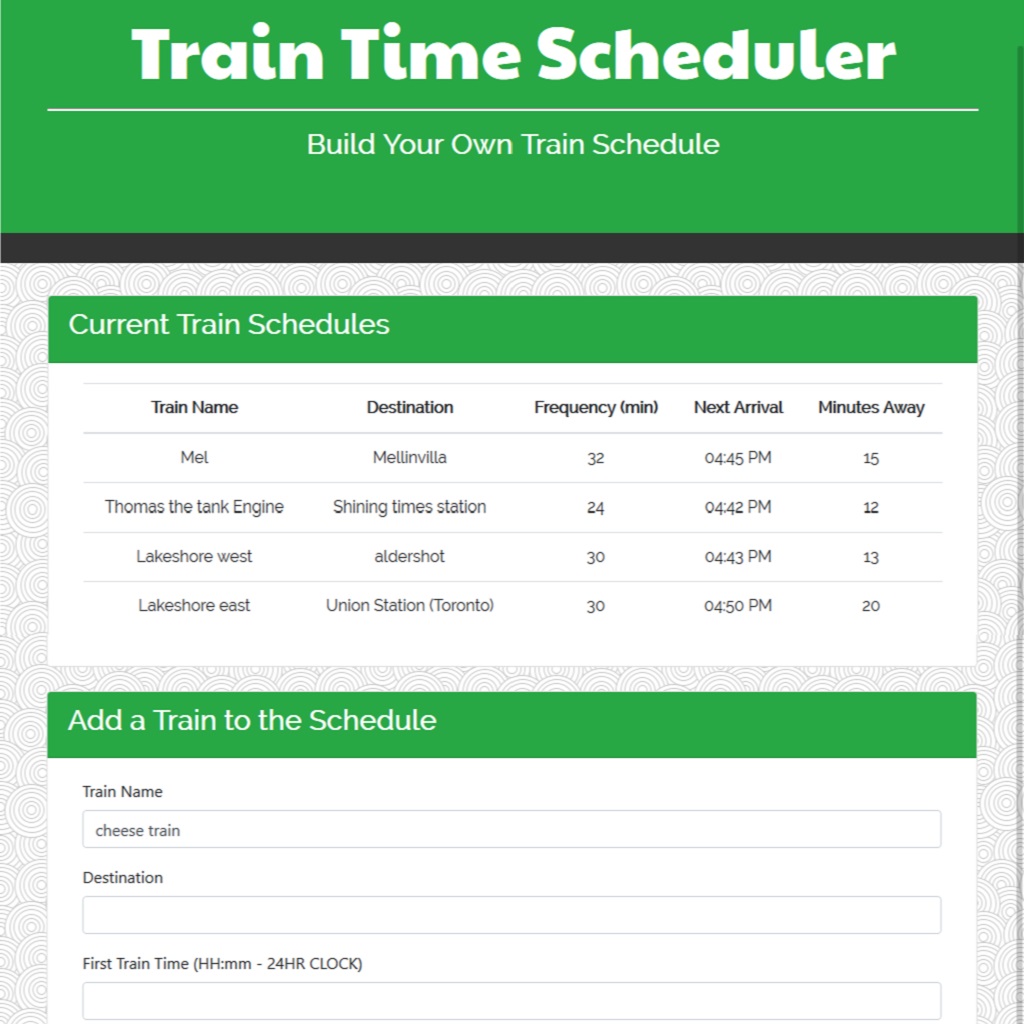 Train Time Scheduler
Build Your Own Train Schedule
Current Train Schedules
Train Name Destination Frequency (min) Next Arrival Minutes Away
Mel Mellinvilla 32 04:45 PM 15
Thomas the tank Engine Shining times station 24 04:42 PM 12
Lakeshore west aldershot 30 04:43 PM 13
Lakeshore east Union Station (Toronto) 30 04:50 PM 20
Add a Train to the Schedule
Train Name
cheese train
Destination
First Train Time (HH:mm - 24HR CLOCK)